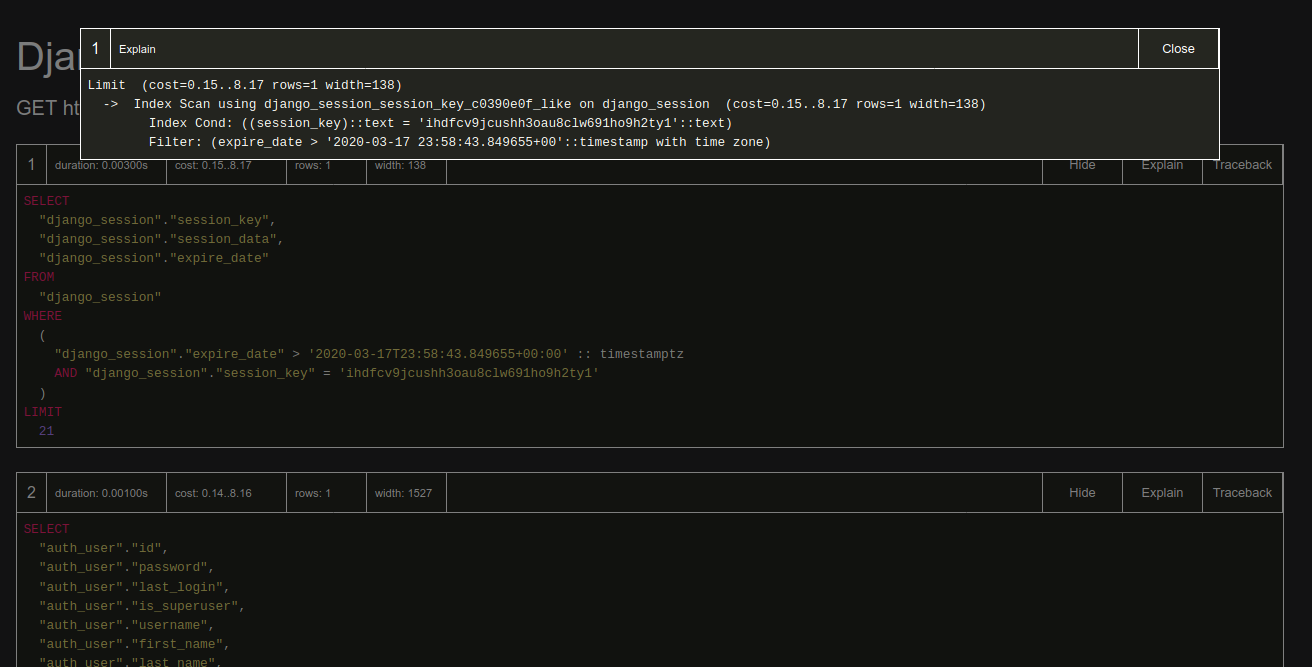 1 Explain Close
Limit  (cost=0.15..8.17 rows=1 width=138)
  ->  Index Scan using django_session_session_key_c0390e0f_like on django_session  (cost=0.15..8.17 rows=1 width=138)
        Index Cond: ((session_key)::text = 'ihdfcv9jcushh3oau8clw691ho9h2ty1'::text)
        Filter: (expire_date > '2020-03-17 23:58:43.849655+00'::timestamp with time zone)
GET
1 duration: 0.00300s cost: 0.15..8.17 rows: 1 width: 138 Hide Explain Traceback
SELECT
  "django_session"."session_key",
  "django_session"."session_data",
  "django_session"."expire_date"
FROM
  "django_session"
WHERE
  (
    "django_session"."expire_date" > '2020-03-17T23:58:43.849655+00:00' :: timestamptz
    AND "django_session"."session_key" = 'ihdfcv9jcushh3oau8clw691ho9h2ty1'
  )
LIMIT
  21
2 duration: 0.00100s cost: 0.14..8.16 rows: 1 width: 1527 Hide Explain Traceback
SELECT
  "auth_user"."id",
  "auth_user"."password",
  "auth_user"."last_login",
  "auth_user"."is_superuser",
  "auth_user"."username",
  "auth_user"."first_name",
  "auth_user"."last_name",